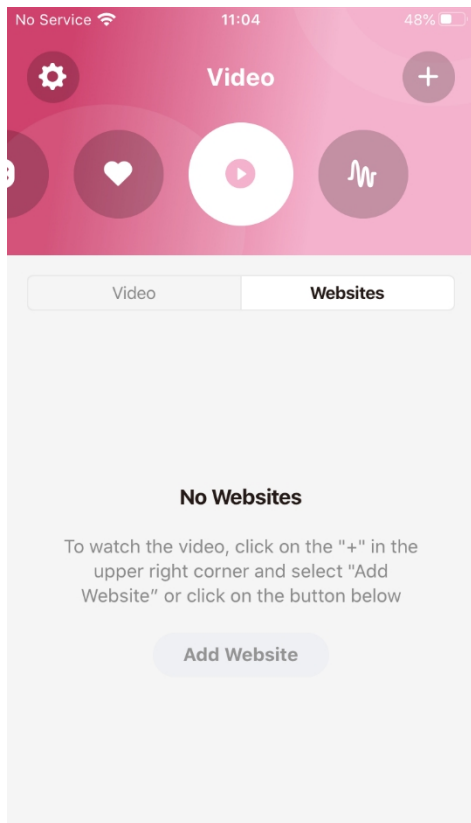 No Service 11:04 48%
Video
Video Websites
No Websites
To watch the video, click on the "+" in the
upper right corner and select "Add
Website” or click on the button below
Add Website